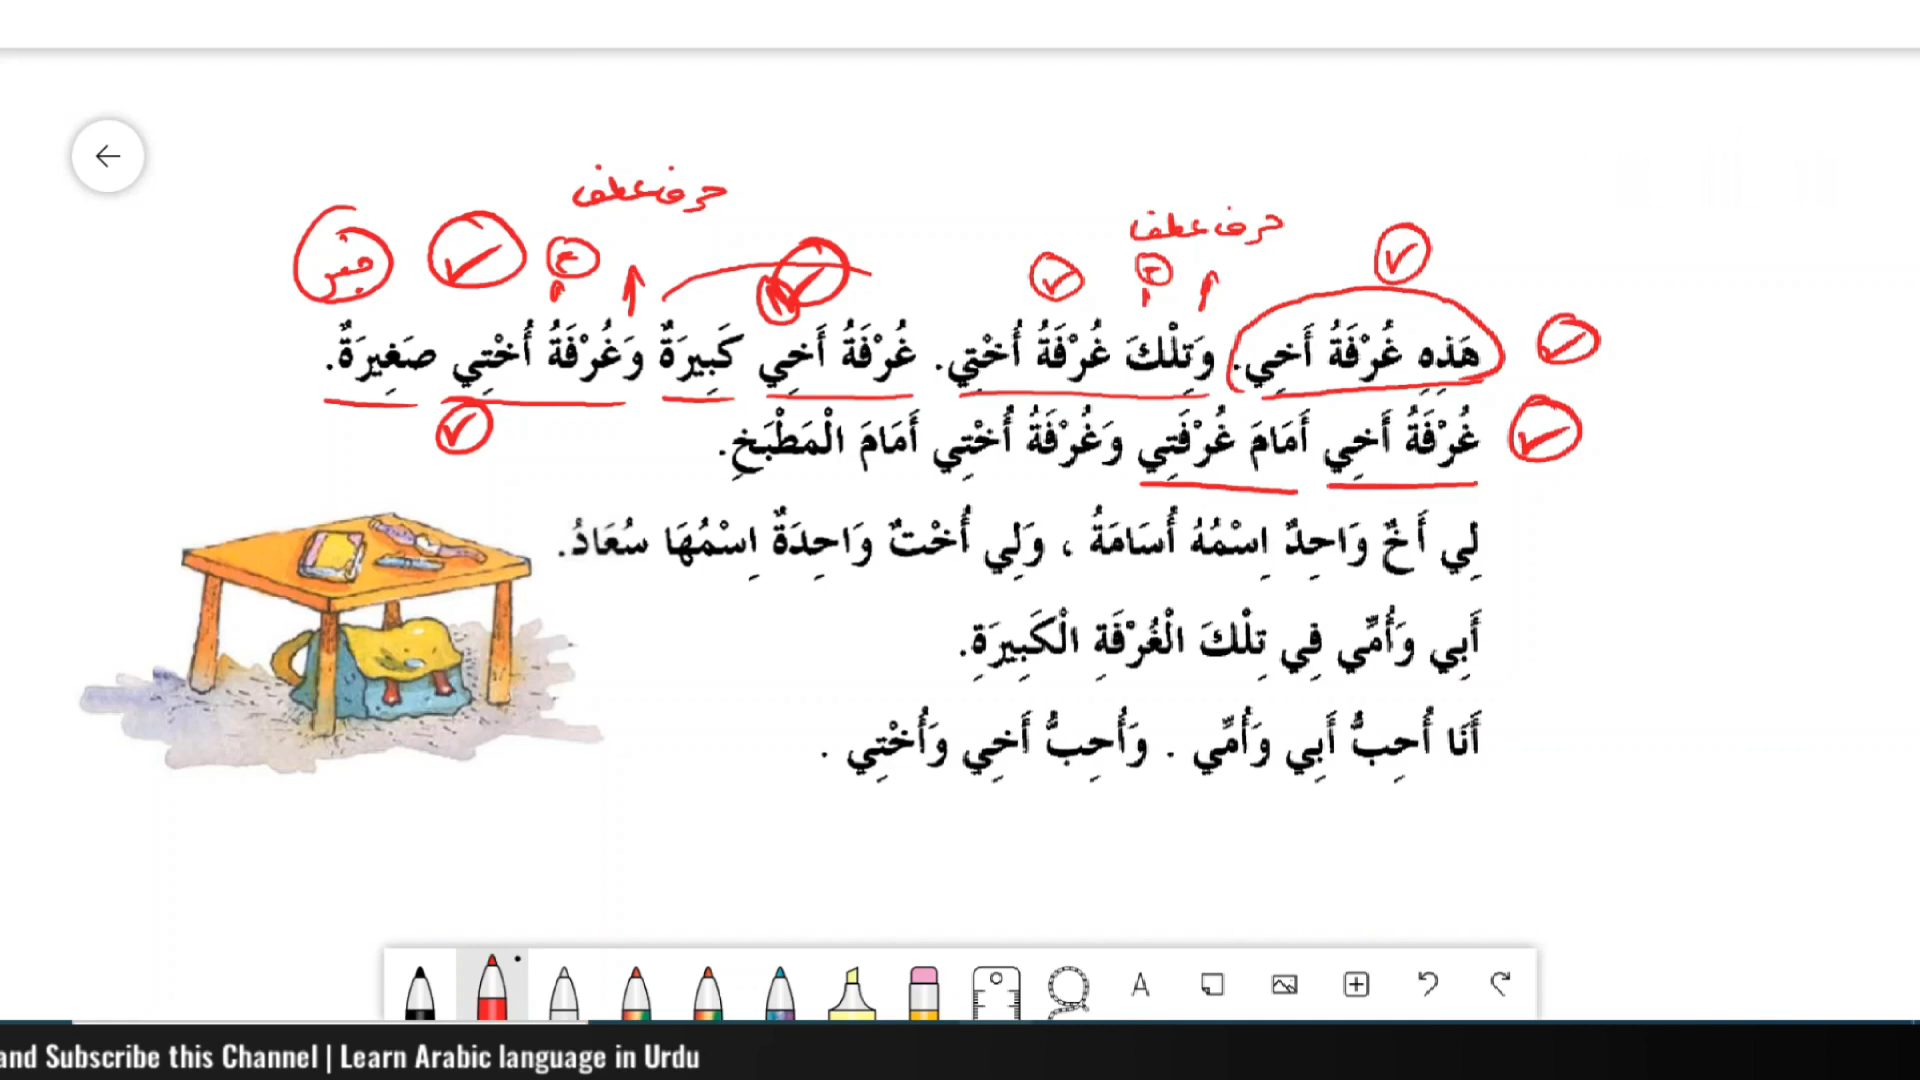 حرف عطف
حرف عطف
خبر
هَذِهِ غُرْفَةُ أَخِي. وَتِلْكَ غُرْفَةُ أُخْتِي. غُرْفَةُ أَخِي كَبِيرَةٌ وَغُرْفَةُ أُخْتِي صَغِيرَةٌ.
غُرْفَةُ أَخِي أَمَامَ غُرْفَتِي وَغُرْفَةُ أُخْتِي أَمَامَ الْمَطْبَخِ.
لِي أَخٌ وَاحِدٌ اِسْمُهُ أُسَامَةُ ، وَلِي أُخْتٌ وَاحِدَةٌ اِسْمُهَا سُعَادُ.
أَبِي وَأُمِّي فِي تِلْكَ الْغُرْفَةِ الْكَبِيرَةِ.
أَنَا أُحِبُّ أَبِي وَأُمِّي . وَأُحِبُّ أَخِي وَأُخْتِي .
and Subscribe this Channel | Learn Arabic language in Urdu